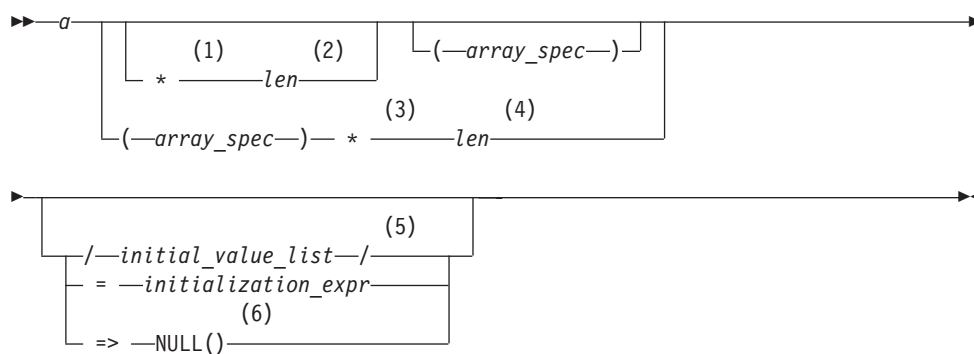 a
(1) (2)
* len
( array_spec )
(3) (4)
( array_spec ) * len
(5)
/ initial_value_list /
= initialization_expr
(6)
=> NULL()